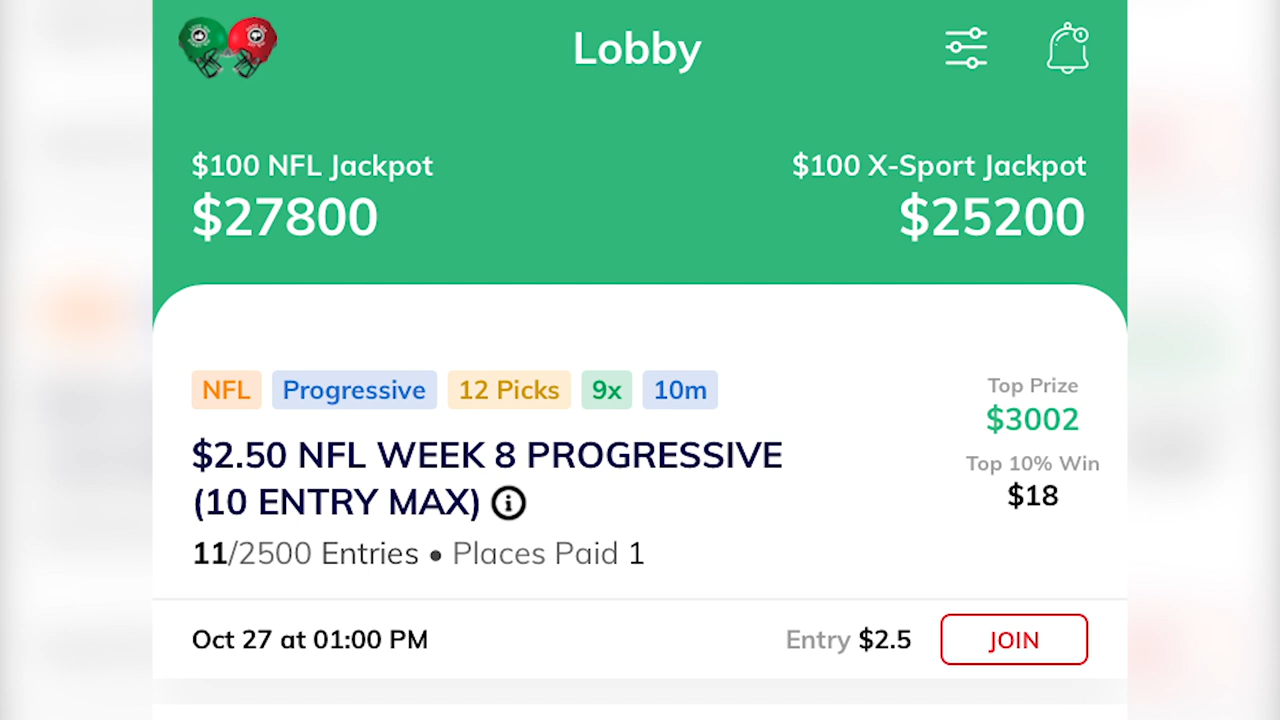 Lobby
$100 NFL Jackpot
$27800
$100 X-Sport Jackpot
$25200
NFL Progressive 12 Picks 9x 10m
$2.50 NFL WEEK 8 PROGRESSIVE
(10 ENTRY MAX)
11/2500 Entries • Places Paid 1
Top Prize
$3002
Top 10% Win
$18
Oct 27 at 01:00 PM
Entry $2.5
JOIN